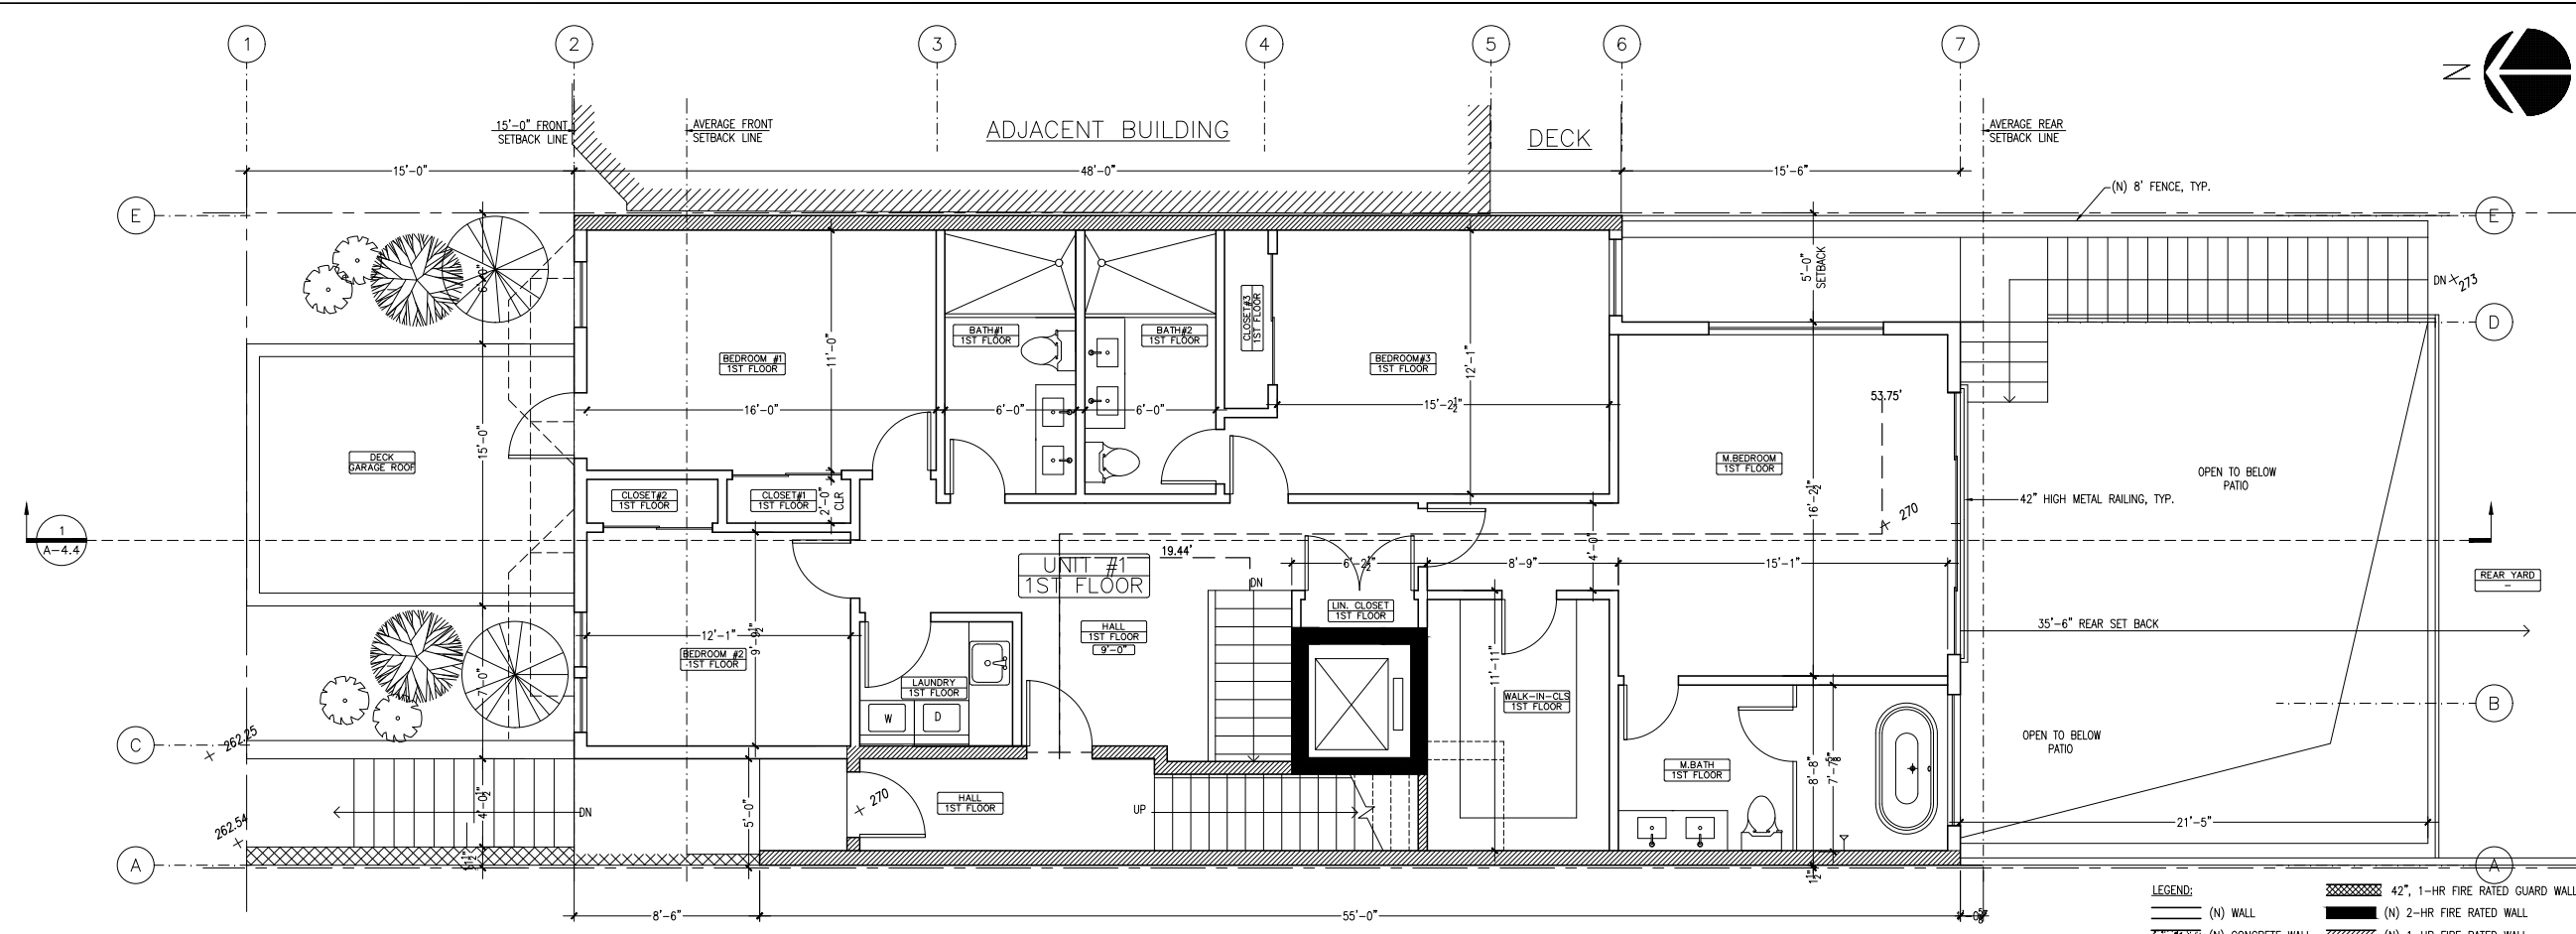 1
2
3
4
5
6
7
N
15'-0" FRONT
SETBACK LINE
AVERAGE FRONT
SETBACK LINE
ADJACENT BUILDING
DECK
AVERAGE REAR
SETBACK LINE
15'-0"
48'-0"
15'-6"
(N) 8' FENCE, TYP.
E
E
6'-0"
5'-0"
SETBACK
DN
273
D
BATH#1
1ST FLOOR
BATH#2
1ST FLOOR
CLOSET#3
1ST FLOOR
BEDROOM #1
1ST FLOOR
11'-0"
BEDROOM#3
1ST FLOOR
12'-1"
53.75'
16'-0"
6'-0"
6'-0"
15'-2½"
15'-0"
DECK
GARAGE ROOF
M.BEDROOM
1ST FLOOR
16'-2½"
OPEN TO BELOW
PATIO
CLOSET#2
1ST FLOOR
CLOSET#1
1ST FLOOR
2'-0"
CLR
42" HIGH METAL RAILING, TYP.
270
1
A-4.4
19.44'
UNIT #1
1ST FLOOR
6'-2½"
8'-9"
4'-0"
15'-1"
DN
REAR YARD
-
LIN. CLOSET
1ST FLOOR
HALL
1ST FLOOR
9'-0"
35'-6" REAR SET BACK
12'-1"
9'-9½"
BEDROOM #2
1ST FLOOR
11'-11"
LAUNDRY
1ST FLOOR
WALK-IN-CLS
1ST FLOOR
7'-0"
W
D
B
C
262.25
OPEN TO BELOW
PATIO
M.BATH
1ST FLOOR
8'-8"
7'-7⅝"
HALL
1ST FLOOR
270
UP
DN
4'-0½"
5'-0"
262.54
21'-5"
A
A
8'-6"
55'-0"
LEGEND:
42", 1-HR FIRE RATED GUARD WALL
(N) WALL
(N) 2-HR FIRE RATED WALL
(N) CONCRETE WALL
(N) 1-HR FIRE RATED WALL